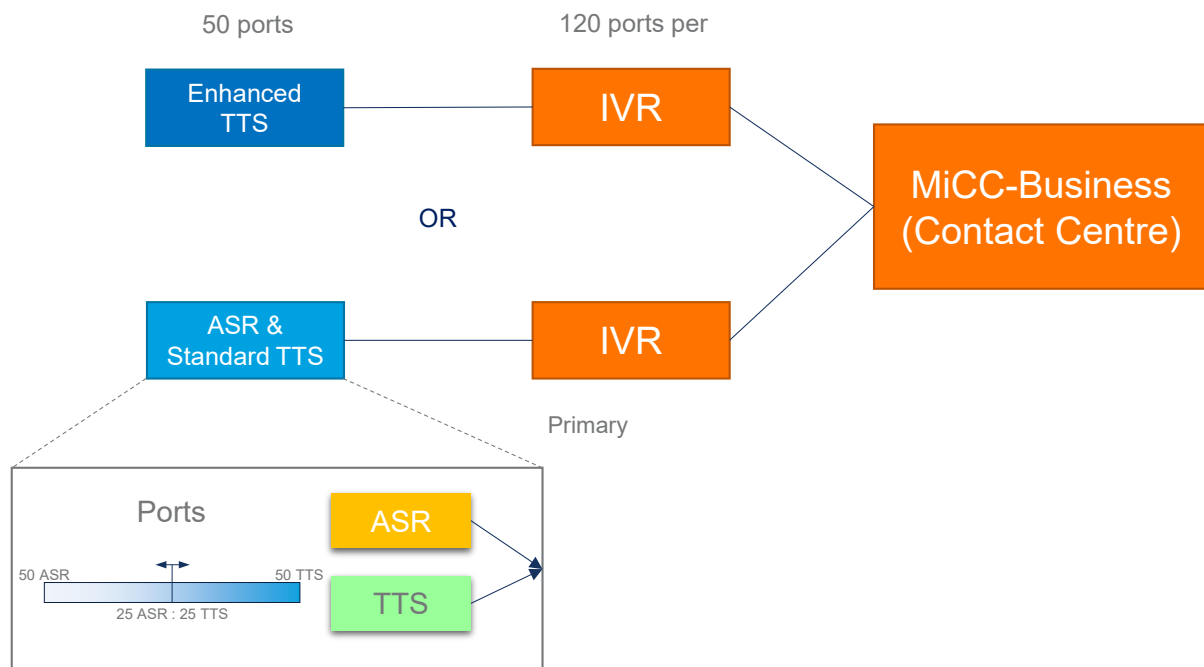 50 ports
120 ports per
Enhanced
TTS
IVR
MiCC-Business
(Contact Centre)
OR
ASR &
Standard TTS
IVR
Primary
Ports
ASR
50 ASR
50 TTS
25 ASR : 25 TTS
TTS